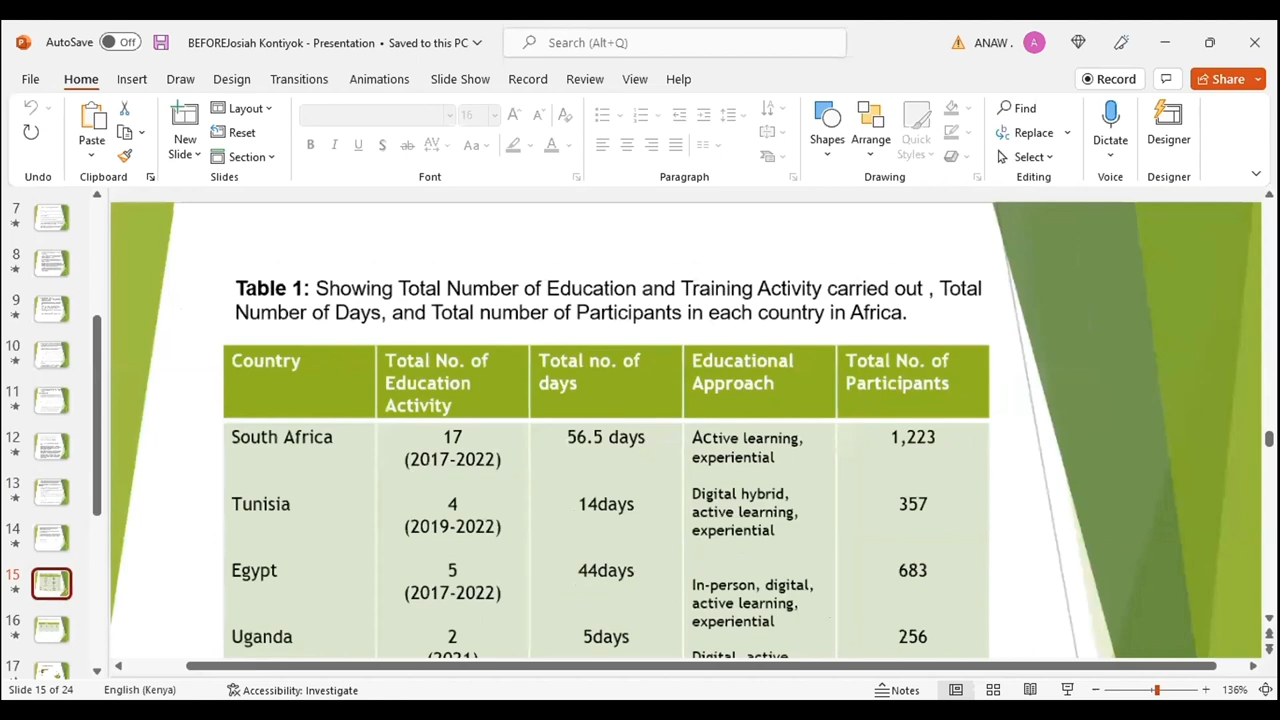 AutoSave Off BEFOREJosiah Kontiyok - Presentation • Saved to this PC Search (Alt+Q) ANAW . A
File Home Insert Draw Design Transitions Animations Slide Show Record Review View Help Record Share
Paste
New
Slide
Layout
Reset
Section
16
Shapes
Arrange
Quick
Styles
Find
Replace
Select
Dictate
Designer
Undo Clipboard Slides Font Paragraph Drawing Editing Voice Designer
7
8
9
10
11
12
13
14
15
16
17
Table 1: Showing Total Number of Education and Training Activity carried out , Total
Number of Days, and Total number of Participants in each country in Africa.
Country
Total No. of
Education
Activity
Total no. of
days
Educational
Approach
Total No. of
Participants
South Africa
17
(2017-2022)
56.5 days
Active learning,
experiential
1,223
Tunisia
4
(2019-2022)
14days
Digital hybrid,
active learning,
experiential
357
Egypt
5
(2017-2022)
44days
In-person, digital,
active learning,
experiential
683
Uganda
2
(2021)
5days
Digital, active
256
Slide 15 of 24 English (Kenya) Accessibility: Investigate Notes 136%